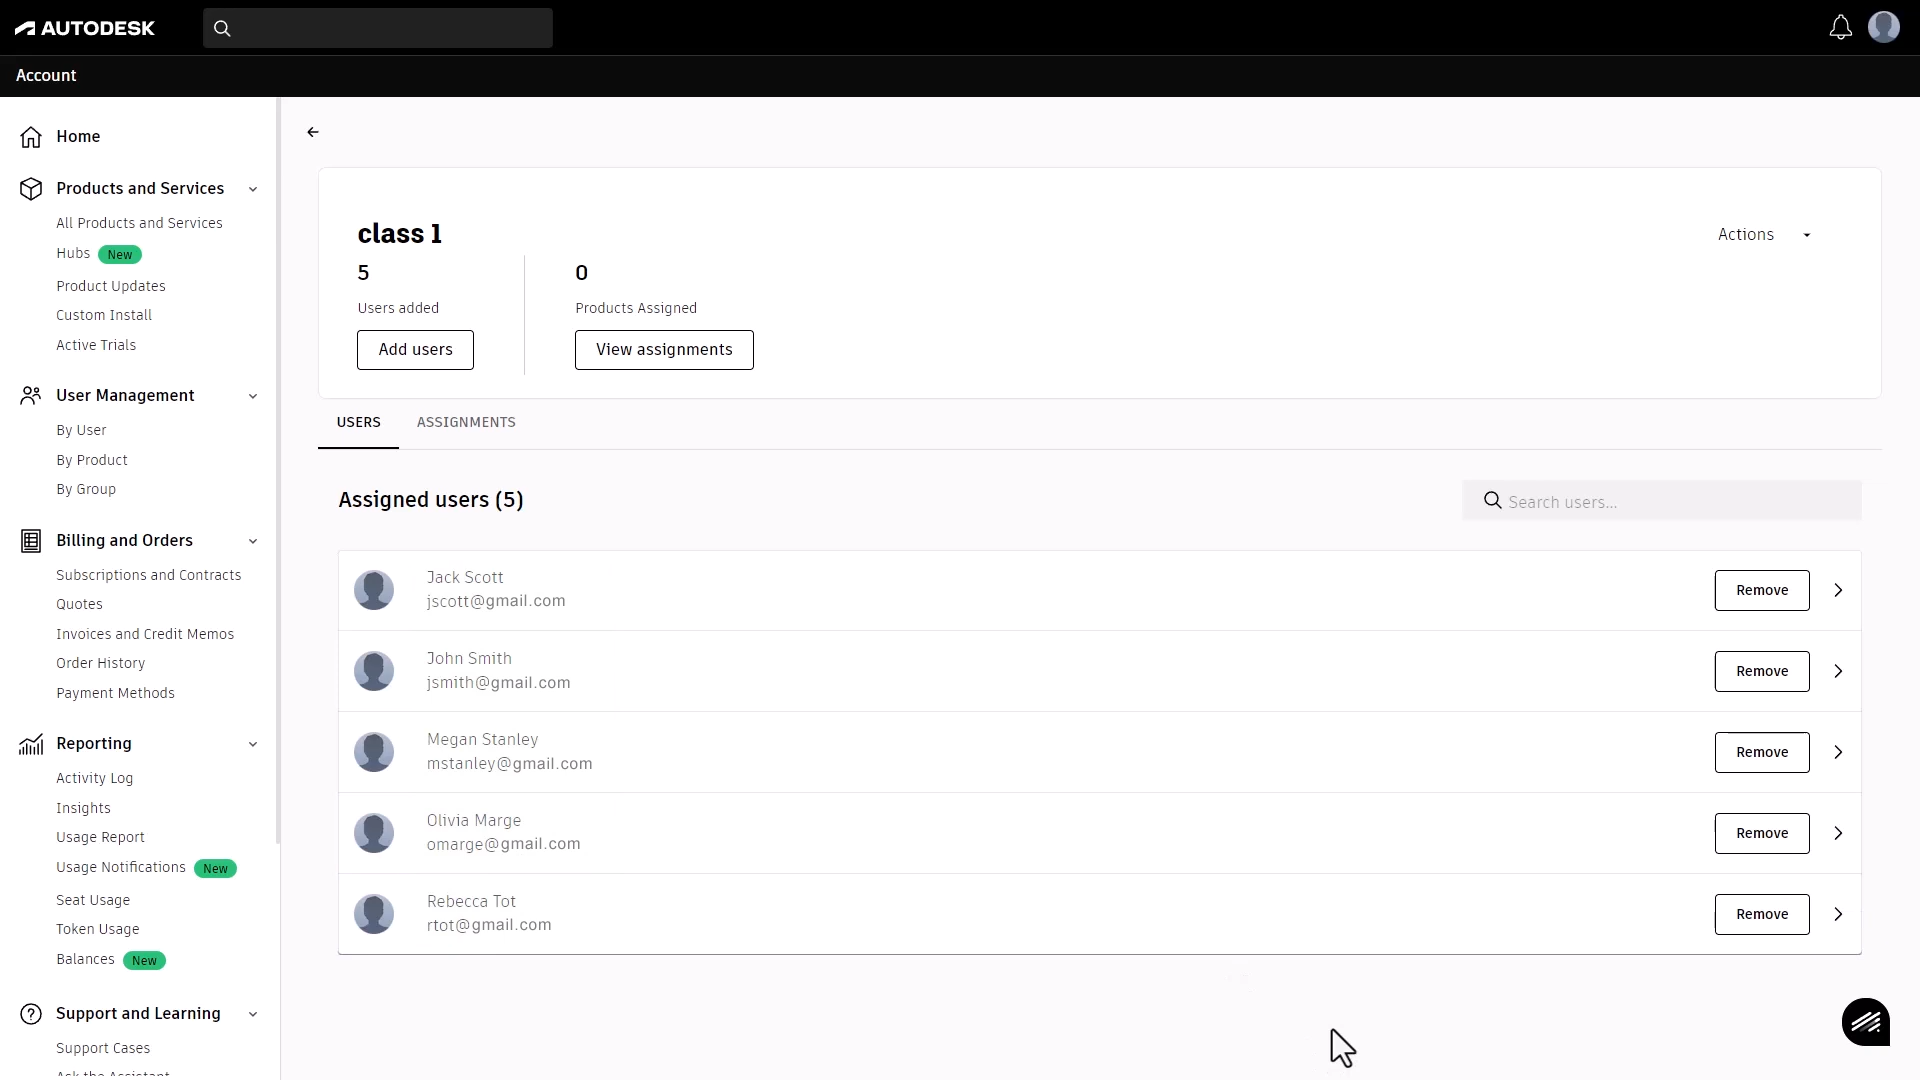 AUTODESK
Account
Home
Products and Services
All Products and Services
Hubs New
Product Updates
Custom Install
Active Trials
User Management
By User
By Product
By Group
Billing and Orders
Subscriptions and Contracts
Quotes
Invoices and Credit Memos
Order History
Payment Methods
Reporting
Activity Log
Insights
Usage Report
Usage Notifications New
Seat Usage
Token Usage
Balances New
Support and Learning
Support Cases
Ask the Assistant
class 1
Actions
5
Users added
Add users
0
Products Assigned
View assignments
USERS ASSIGNMENTS
Assigned users (5)
Search users...
Jack Scott
jscott@gmail.com
Remove
John Smith
jsmith@gmail.com
Remove
Megan Stanley
mstanley@gmail.com
Remove
Olivia Marge
omarge@gmail.com
Remove
Rebecca Tot
rtot@gmail.com
Remove